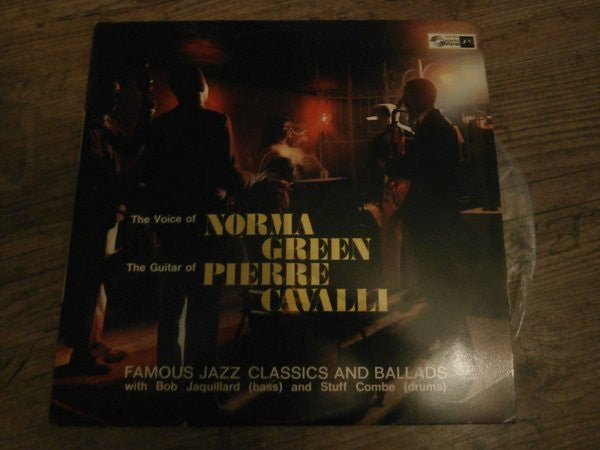 The Voice of NORMA
GREEN
The Guitar of PIERRE
CAVALLI
FAMOUS JAZZ CLASSICS AND BALLADS
with Bob Jaquillard (bass) and Stuff Combe (drums)